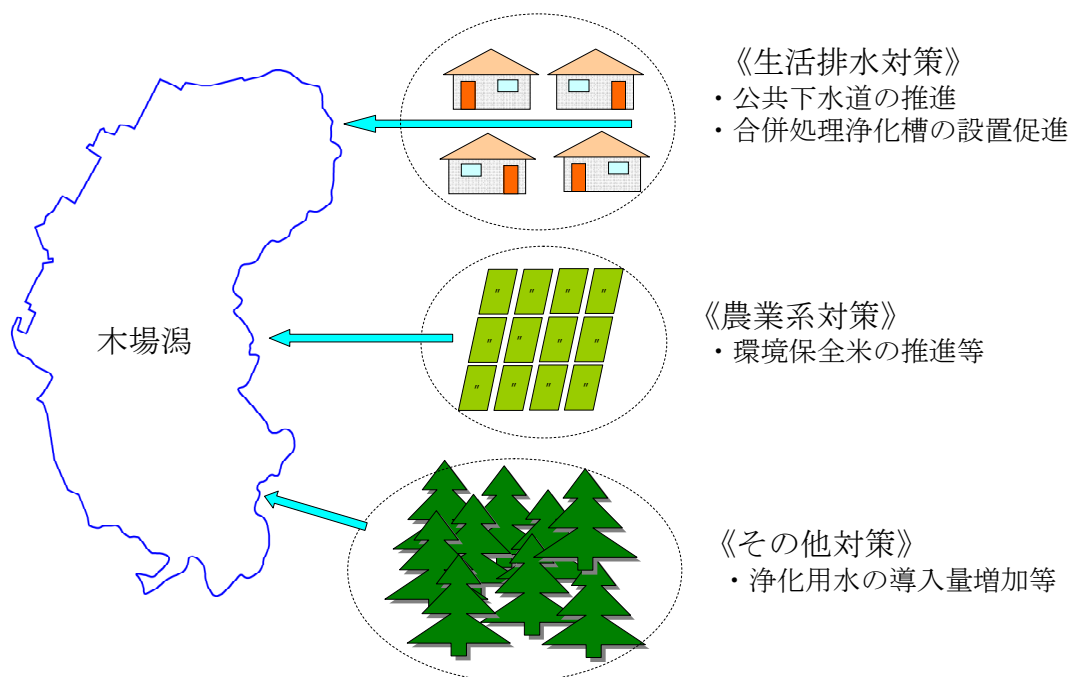 《生活排水対策》
・公共下水道の推進
・合併処理浄化槽の設置促進
木場潟
《農業系対策》
・環境保全米の推進等
《その他対策》
・浄化用水の導入量増加等